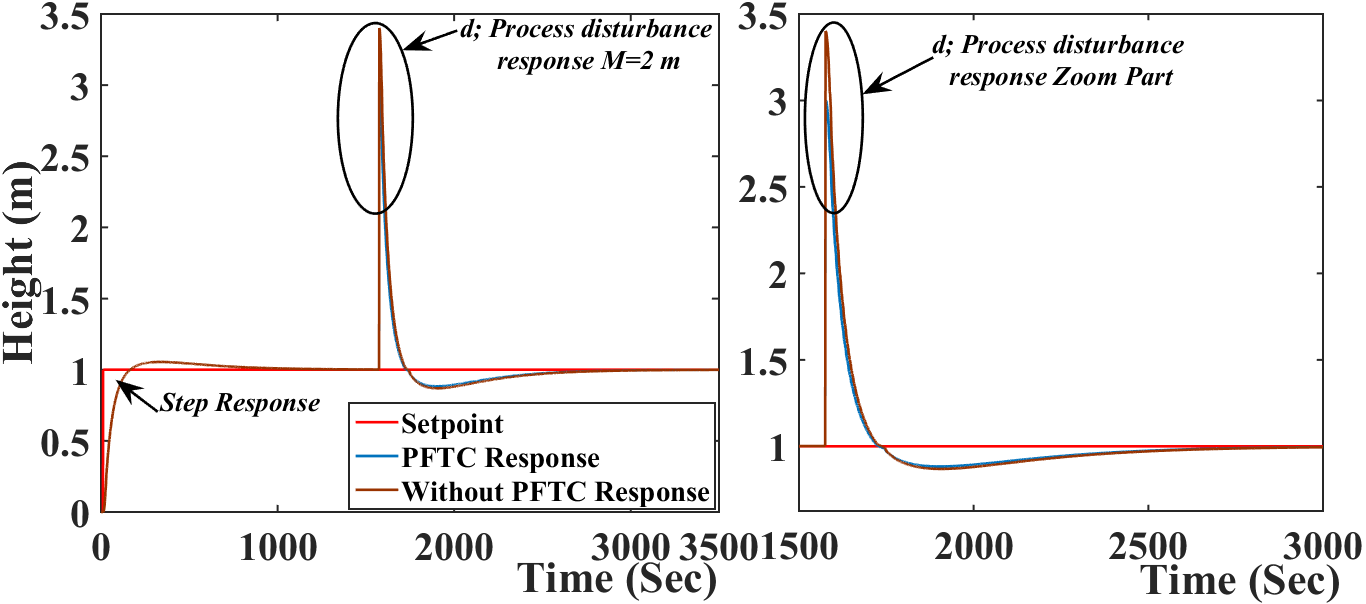 3.5
3
2.5
2
1.5
1
0.5
0
Height (m)
d; Process disturbance
response M=2 m
Step Response
Setpoint
PFTC Response
Without PFTC Response
0
1000
2000
3000
3500
Time (Sec)
3.5
3
2.5
2
1.5
1
d; Process disturbance
response Zoom Part
1500
2000
2500
3000
Time (Sec)